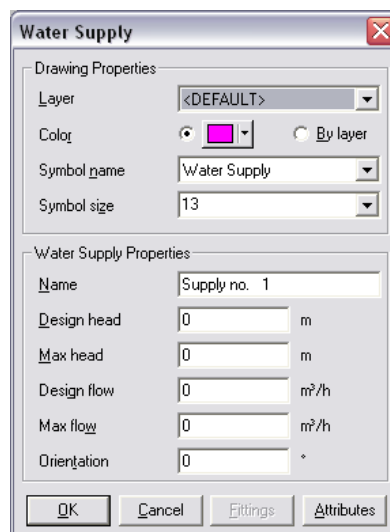 Water Supply
Drawing Properties
Layer <DEFAULT>
Color By layer
Symbol name Water Supply
Symbol size 13
Water Supply Properties
Name Supply no. 1
Design head 0 m
Max head 0 m
Design flow 0 m³/h
Max flow 0 m³/h
Orientation 0 °
OK Cancel Fittings Attributes